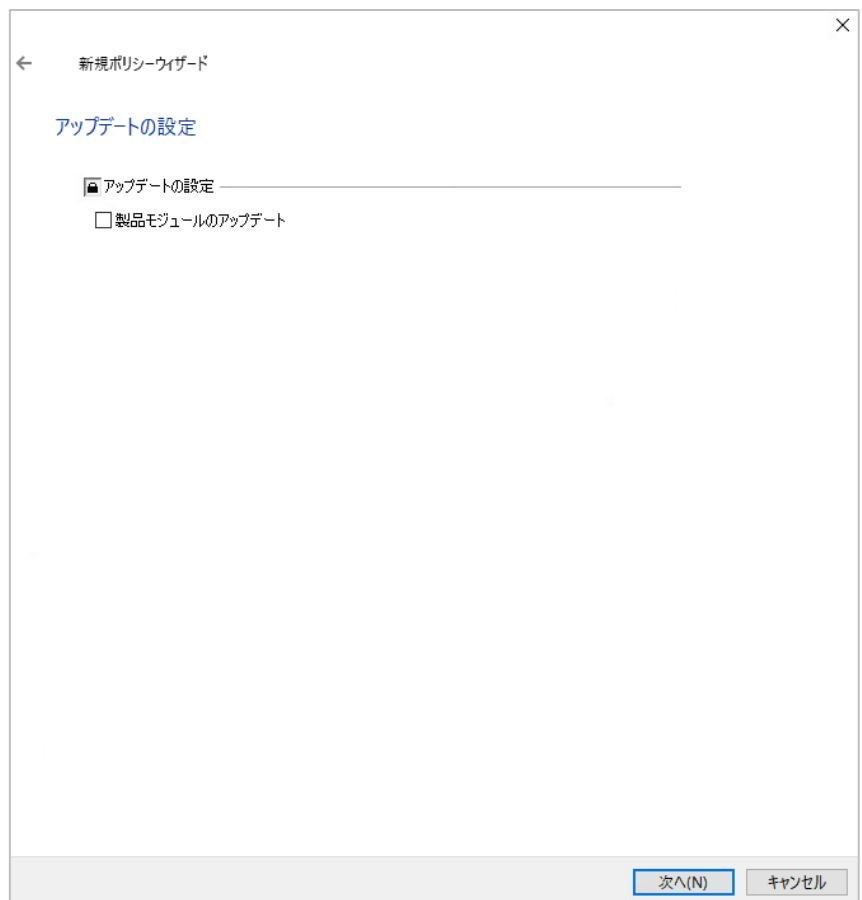 新規ポリシーウィザード
アップデートの設定
アップデートの設定
製品モジュールのアップデート
次へ(N)
キャンセル